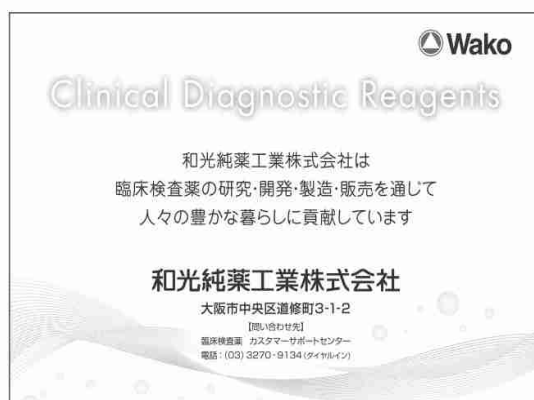 Wako
Clinical Diagnostic Reagents
和光純薬工業株式会社は
臨床検査薬の研究・開発・製造・販売を通じて
人々の豊かな暮らしに貢献しています
和光純薬工業株式会社
大阪市中央区道修町3-1-2
【問い合わせ先】
臨床検査薬 カスタマーサポートセンター
電話:(03) 3270-9134(ダイヤルイン)